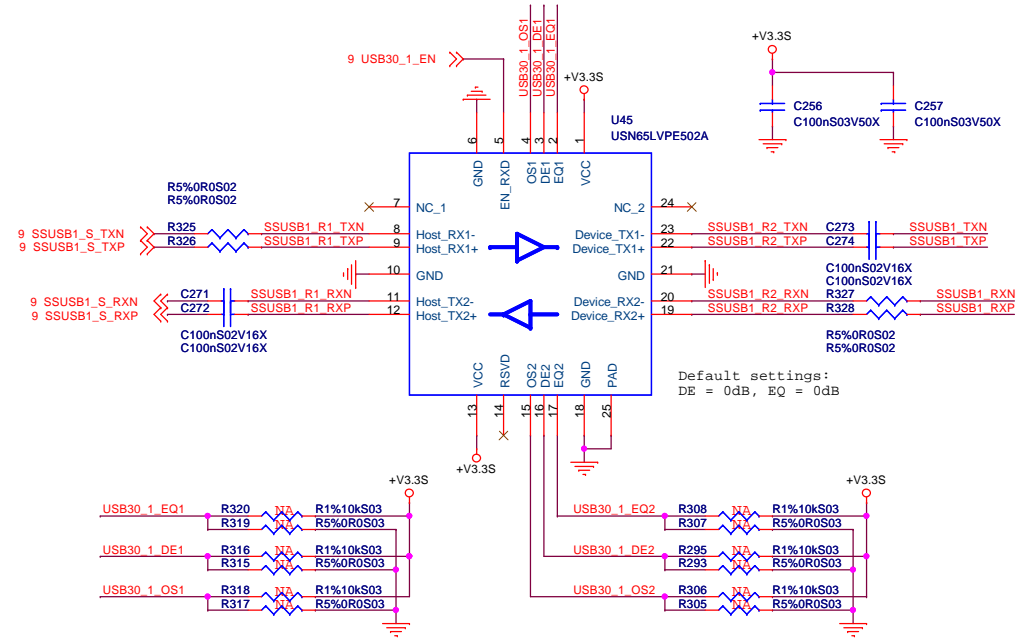 USB30_1_OS1
USB30_1_DE1
USB30_1_EQ1
9 USB30_1_EN
+V3.3S
+V3.3S
C256
C100nS03V50X
C257
C100nS03V50X
U45
USN65LVPE502A
6
5
4
3
2
1
GND
EN_RXD
OS1
DE1
EQ1
VCC
R5%0R0S02
R5%0R0S02
7
NC_1
NC_2
24
9 SSUSB1_S_TXN
R325
SSUSB1_R1_TXN
8
Host_RX1-
Device_TX1-
23
SSUSB1_R2_TXN
C273
SSUSB1_TXN
9 SSUSB1_S_TXP
R326
SSUSB1_R1_TXP
9
Host_RX1+
Device_TX1+
22
SSUSB1_R2_TXP
C274
SSUSB1_TXP
10
GND
GND
21
C100nS02V16X
C100nS02V16X
9 SSUSB1_S_RXN
C271
SSUSB1_R1_RXN
11
Host_TX2-
Device_RX2-
20
SSUSB1_R2_RXN
R327
SSUSB1_RXN
9 SSUSB1_S_RXP
C272
SSUSB1_R1_RXP
12
Host_TX2+
Device_RX2+
19
SSUSB1_R2_RXP
R328
SSUSB1_RXP
C100nS02V16X
C100nS02V16X
R5%0R0S02
R5%0R0S02
VCC
RSVD
OS2
DE2
EQ2
GND
PAD
13
14
15
16
17
18
25
Default settings:
DE = 0dB, EQ = 0dB
+V3.3S
+V3.3S
+V3.3S
USB30_1_EQ1
R320
NA
R1%10kS03
R319
NA
R5%0R0S03
USB30_1_DE1
R316
NA
R1%10kS03
R315
NA
R5%0R0S03
USB30_1_OS1
R318
NA
R1%10kS03
R317
NA
R5%0R0S03
USB30_1_EQ2
R308
NA
R1%10kS03
R307
NA
R5%0R0S03
USB30_1_DE2
R295
NA
R1%10kS03
R293
NA
R5%0R0S03
USB30_1_OS2
R306
NA
R1%10kS03
R305
NA
R5%0R0S03